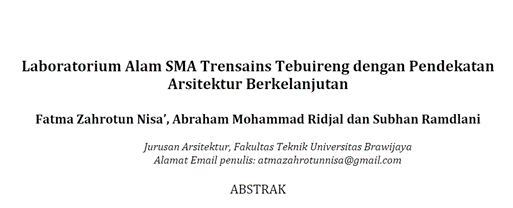 Laboratorium Alam SMA Trensains Tebuireng dengan Pendekatan
Arsitektur Berkelanjutan
Fatma Zahrotun Nisa’, Abraham Mohammad Ridjal dan Subhan Ramdlani
Jurusan Arsitektur, Fakultas Teknik Universitas Brawijaya
Alamat Email penulis: atmazahrotunnisa@gmail.com
ABSTRAK